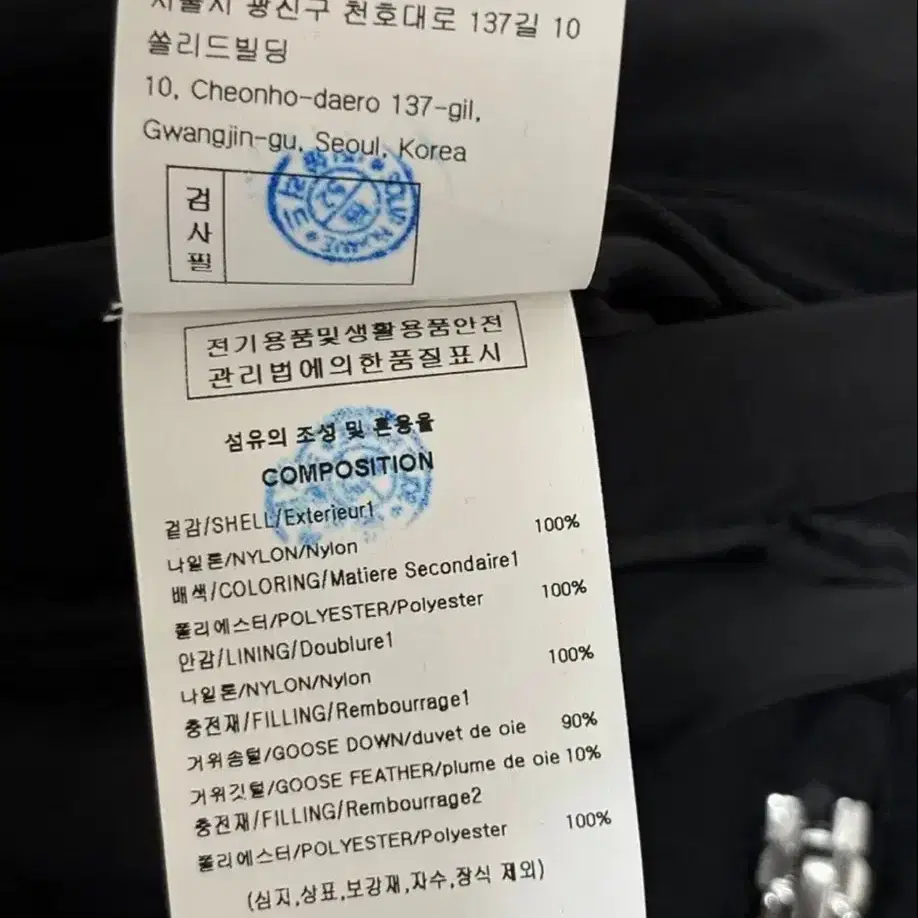 서울시 광진구 천호대로 137길 10
쏠리드빌딩
10, Cheonho-daero 137-gil,
Gwangjin-gu, Seoul, Korea
검사필
전기용품및생활용품안전
관리법에의한품질표시
섬유의 조성 및 혼용율
COMPOSITION
겉감/SHELL/Exterieur1
나일론/NYLON/Nylon 100%
배색/COLORING/Matiere Secondaire1
폴리에스터/POLYESTER/Polyester 100%
안감/LINING/Doublure1
나일론/NYLON/Nylon 100%
충전재/FILLING/Rembourrage1
거위솜털/GOOSE DOWN/duvet de oie 90%
거위깃털/GOOSE FEATHER/plume de oie 10%
충전재/FILLING/Rembourrage2
폴리에스터/POLYESTER/Polyester 100%
(심지,상표,보강재,자수,장식 제외)